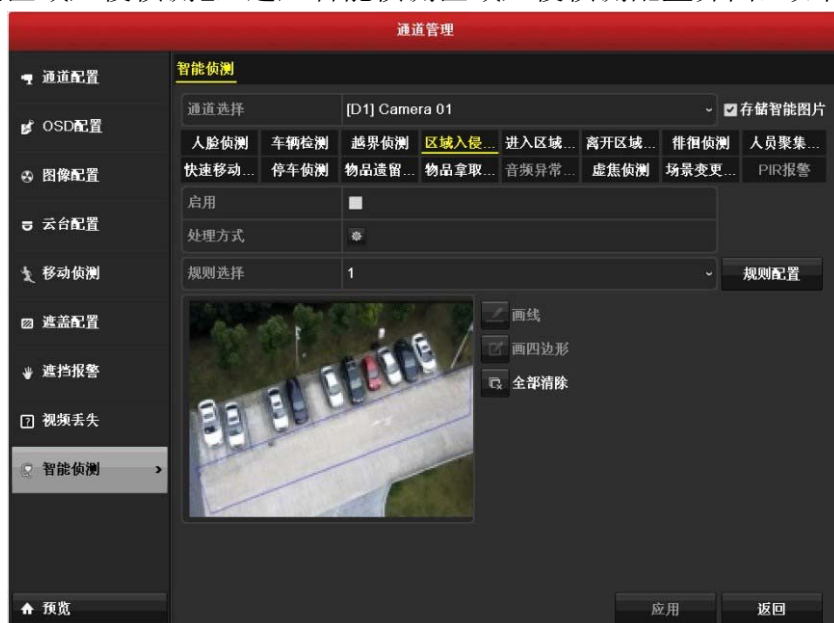 通道管理
通道配置
OSD配置
图像配置
云台配置
移动侦测
遮盖配置
遮挡报警
视频丢失
智能侦测
预览
智能侦测
通道选择 [D1] Camera 01 存储智能图片
人脸侦测 车辆检测 越界侦测 区域入侵... 进入区域... 离开区域... 徘徊侦测 人员聚集...
快速移动... 停车侦测 物品遗留... 物品拿取... 音频异常... 虚焦侦测 场景变更... PIR报警
启用
处理方式
规则选择 1 规则配置
画线
画四边形
全部清除
应用 返回